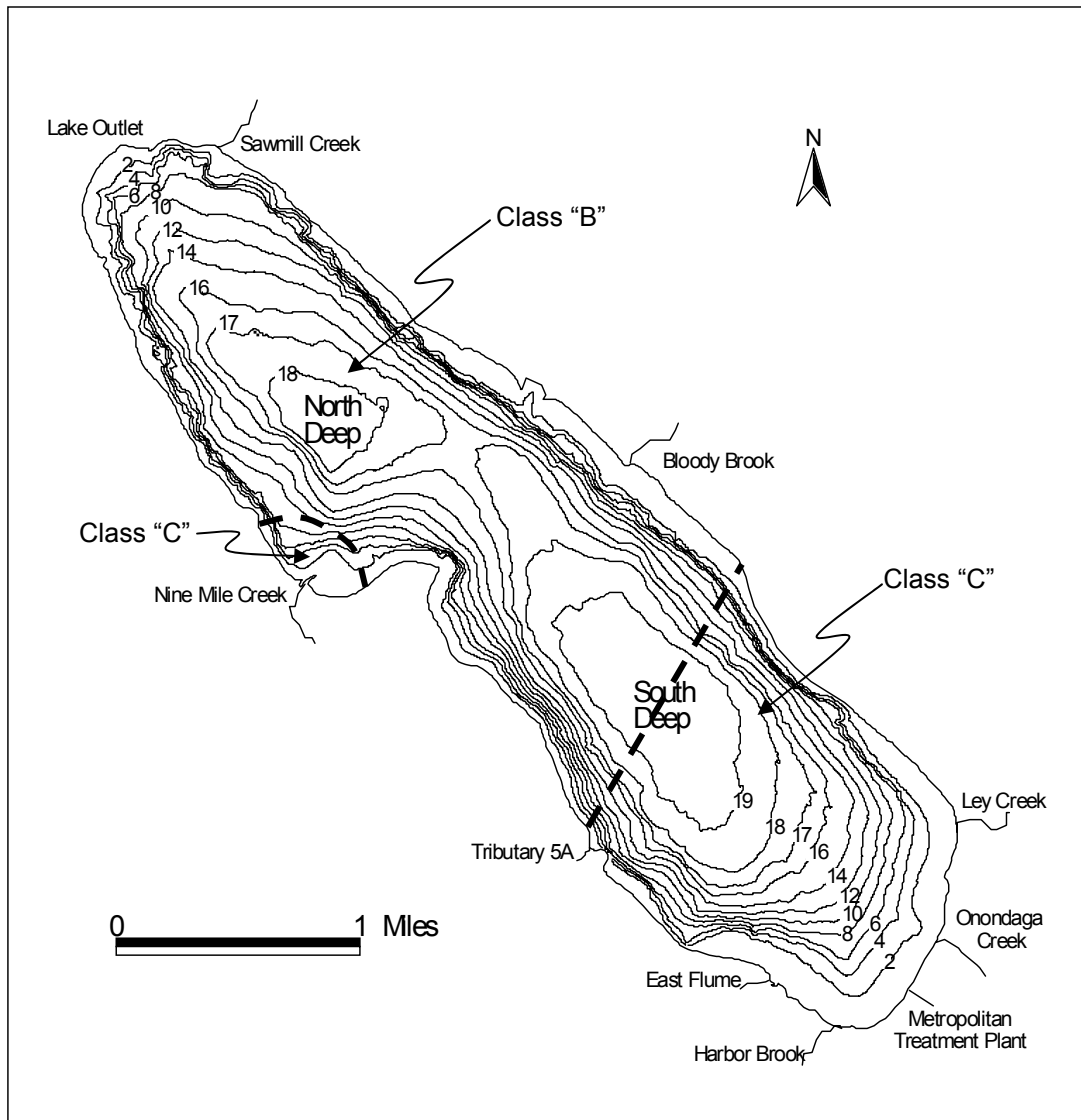 N
Lake Outlet
Sawmill Creek
2
4
6
8
10
12
14
16
17
18
Class “B”
North
Deep
Bloody Brook
Class “C”
Nine Mile Creek
Class “C”
South
Deep
19
18
17
16
14
12
10
8
6
4
2
Ley Creek
Tributary 5A
0 1 MIles
Onondaga
Creek
East Flume
Metropolitan
Treatment Plant
Harbor Brook